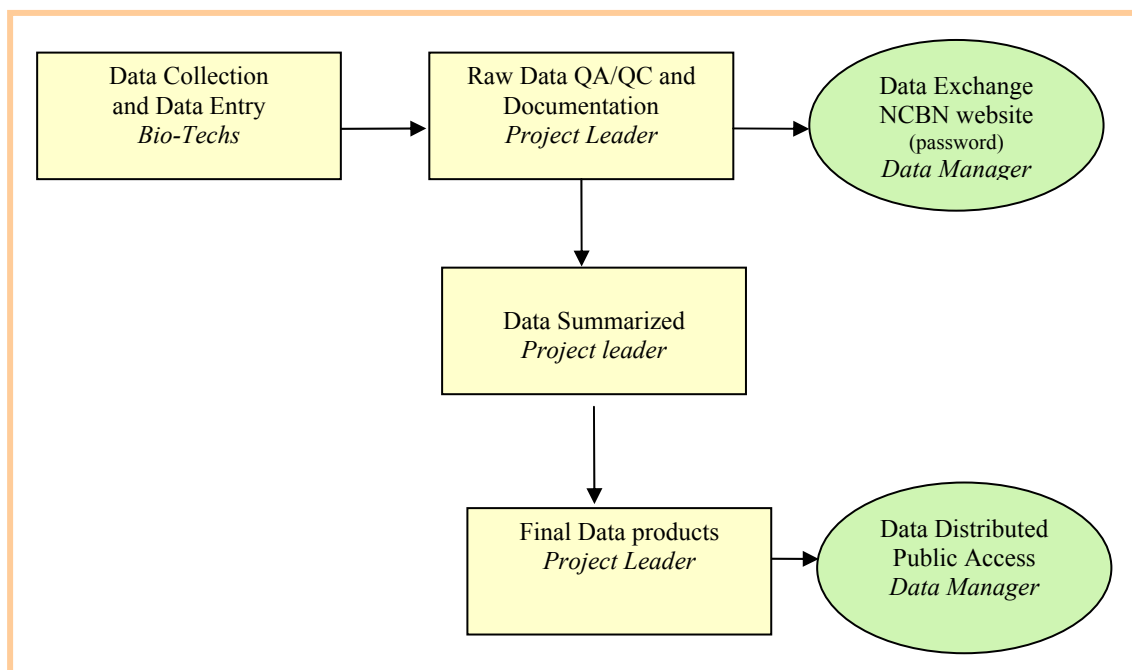 Data Collection
and Data Entry
Bio-Techs
Raw Data QA/QC and
Documentation
Project Leader
Data Exchange
NCBN website
(password)
Data Manager
Data Summarized
Project leader
Final Data products
Project Leader
Data Distributed
Public Access
Data Manager